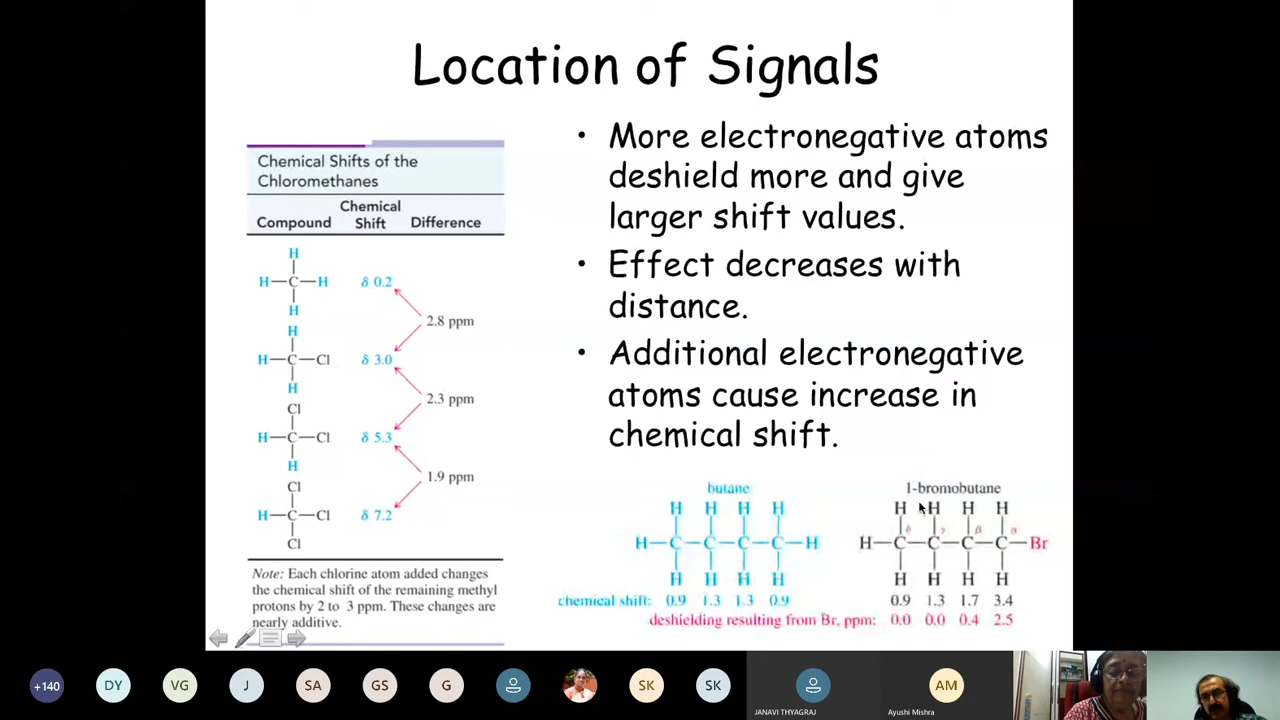 Location of Signals
Chemical Shifts of the
Chloromethanes
Compound Chemical Shift Difference
H
H—C—H δ 0.2
H
2.8 ppm
H
H—C—Cl δ 3.0
H
2.3 ppm
Cl
H—C—Cl δ 5.3
H
1.9 ppm
Cl
H—C—Cl δ 7.2
Cl
Note: Each chlorine atom added changes
the chemical shift of the remaining methyl
protons by 2 to 3 ppm. These changes are
nearly additive.
• More electronegative atoms
deshield more and give
larger shift values.
• Effect decreases with
distance.
• Additional electronegative
atoms cause increase in
chemical shift.
butane
H H H H
H—C—C—C—C—H
H H H H
chemical shift: 0.9 1.3 1.3 0.9
1-bromobutane
H H H H
δ γ β α
H—C—C—C—C—Br
H H H H
0.9 1.3 1.7 3.4
deshielding resulting from Br, ppm: 0.0 0.0 0.4 2.5
+140
DY
VG
J
SA
GS
G
SK
SK
JANAVI THYAGRAJ
AM
Ayushi Mishra